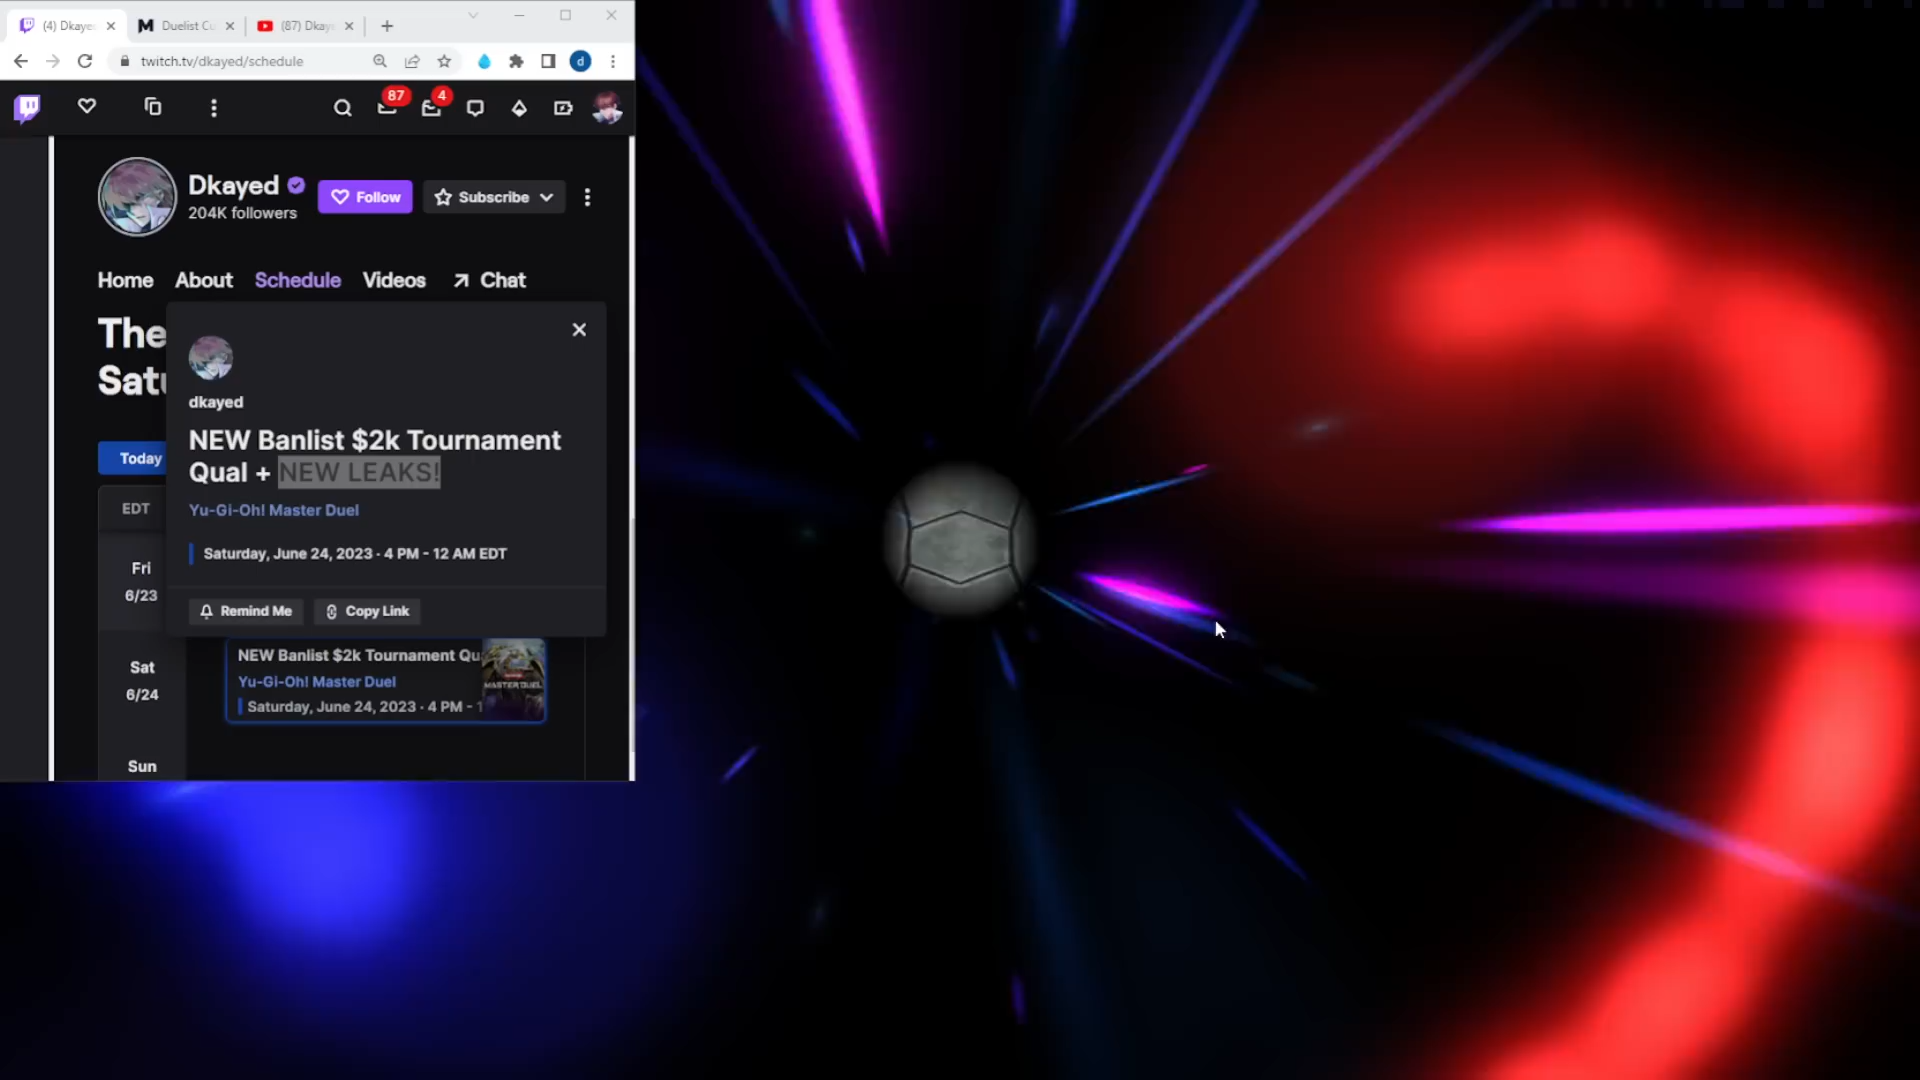 (4) Dkaye
Duelist Cu
(87) Dkay
twitch.tv/dkayed/schedule
d
87
4
Dkayed
204K followers
Follow
Subscribe
Home
About
Schedule
Videos
Chat
The
Satu
dkayed
NEW Banlist $2k Tournament
Qual + NEW LEAKS!
Yu-Gi-Oh! Master Duel
Saturday, June 24, 2023 · 4 PM - 12 AM EDT
Remind Me
Copy Link
Today
EDT
Fri
6/23
Sat
6/24
Sun
NEW Banlist $2k Tournament Qu
Yu-Gi-Oh! Master Duel
Saturday, June 24, 2023 · 4 PM - 1
MASTER DUEL